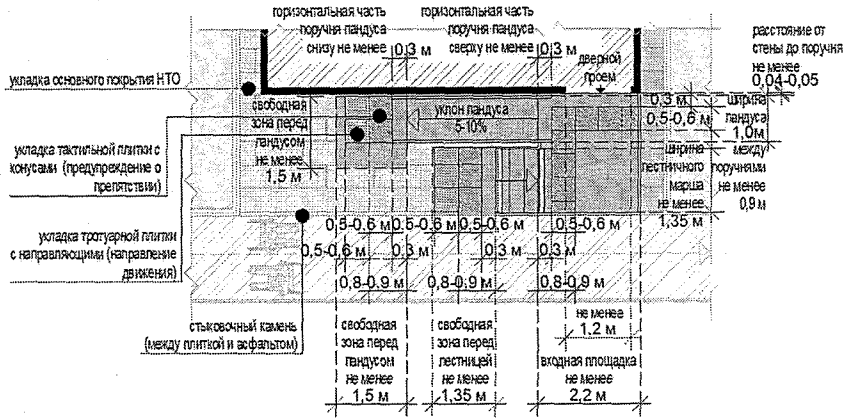 горизонтальная часть
поручня пандуса
снизу не менее
0,3 м
горизонтальная часть
поручня пандуса
сверху не менее
0,3 м
дверной
проем
расстояние от
стены до поручня
не менее
0,04-0,05
укладка основного покрытия НТО
свободная
зона перед
пандусом
не менее
1,5 м
уклон пандуса
5-10%
0,3 м
0,5-0,6 м
ширина
пандуса
1,0м
между
поручнями
не менее
0,9 м
ширина
лестничного
марша
не менее
1,35 м
укладка тактильной плитки с
конусами (предупреждение о
препятствии)
укладка тротуарной плитки
с направляющими (направление
движения)
стыковочный камень
(между плиткой и асфальтом)
0,5-0,6 м
0,5-0,6 м
0,5-0,6 м
0,5-0,6 м
0,5-0,6 м
0,3 м
0,3 м
0,3 м
0,8-0,9 м
0,8-0,9 м
0,8-0,9 м
не менее
1,2 м
свободная
зона перед
пандусом
не менее
1,5 м
свободная
зона перед
лестницей
не менее
1,35 м
входная площадка
не менее
2,2 м